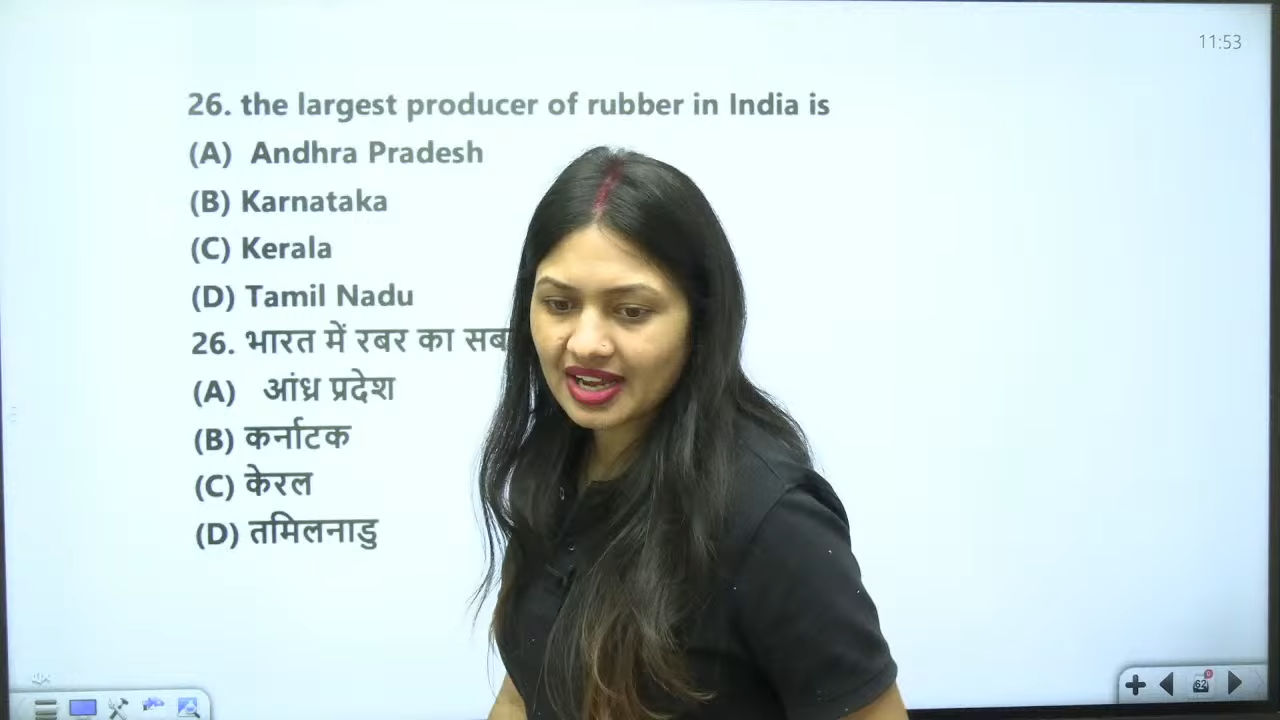 11:53
26. the largest producer of rubber in India is
(A) Andhra Pradesh
(B) Karnataka
(C) Kerala
(D) Tamil Nadu
26. भारत में रबर का सब
(A) आंध्र प्रदेश
(B) कर्नाटक
(C) केरल
(D) तमिलनाडु
62